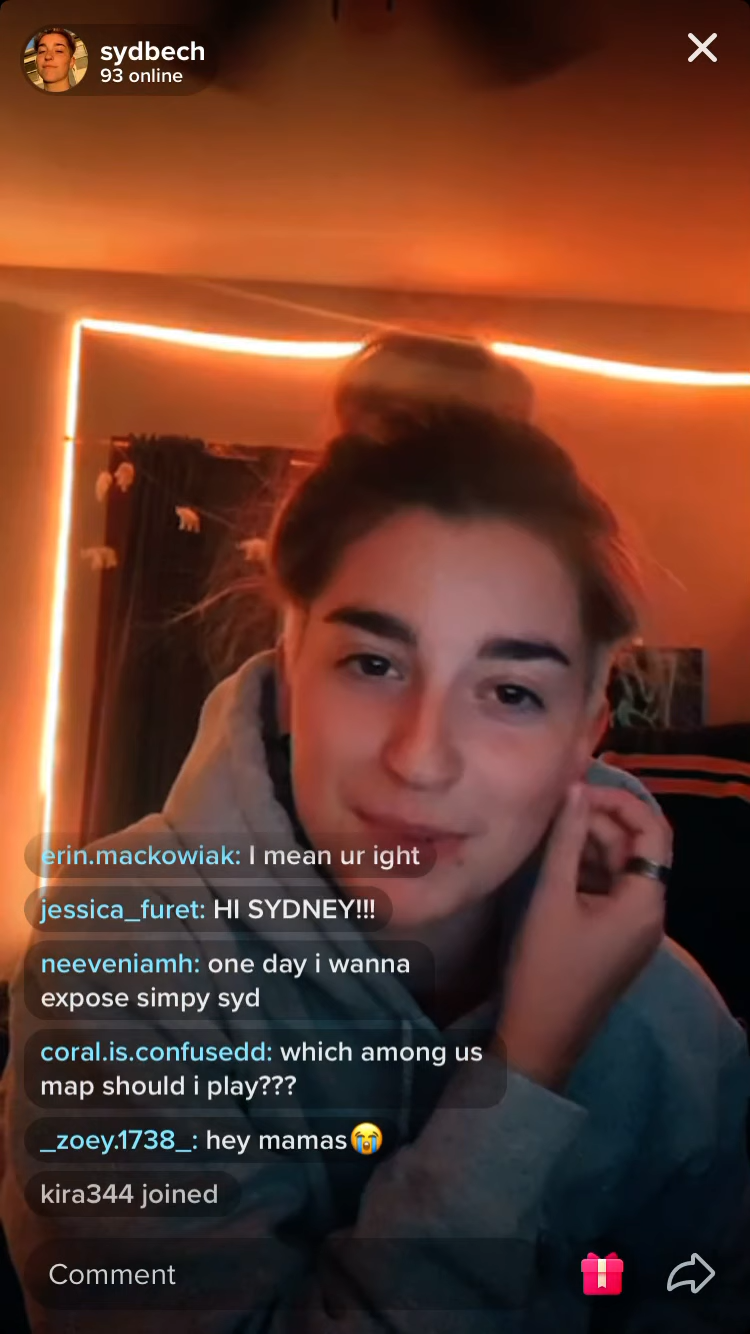 sydbech
93 online
erin.mackowiak: I mean ur ight
jessica_furet: HI SYDNEY!!!
neeveniamh: one day i wanna
expose simpy syd
coral.is.confusedd: which among us
map should i play???
_zoey.1738_: hey mamas😭
kira344 joined
Comment